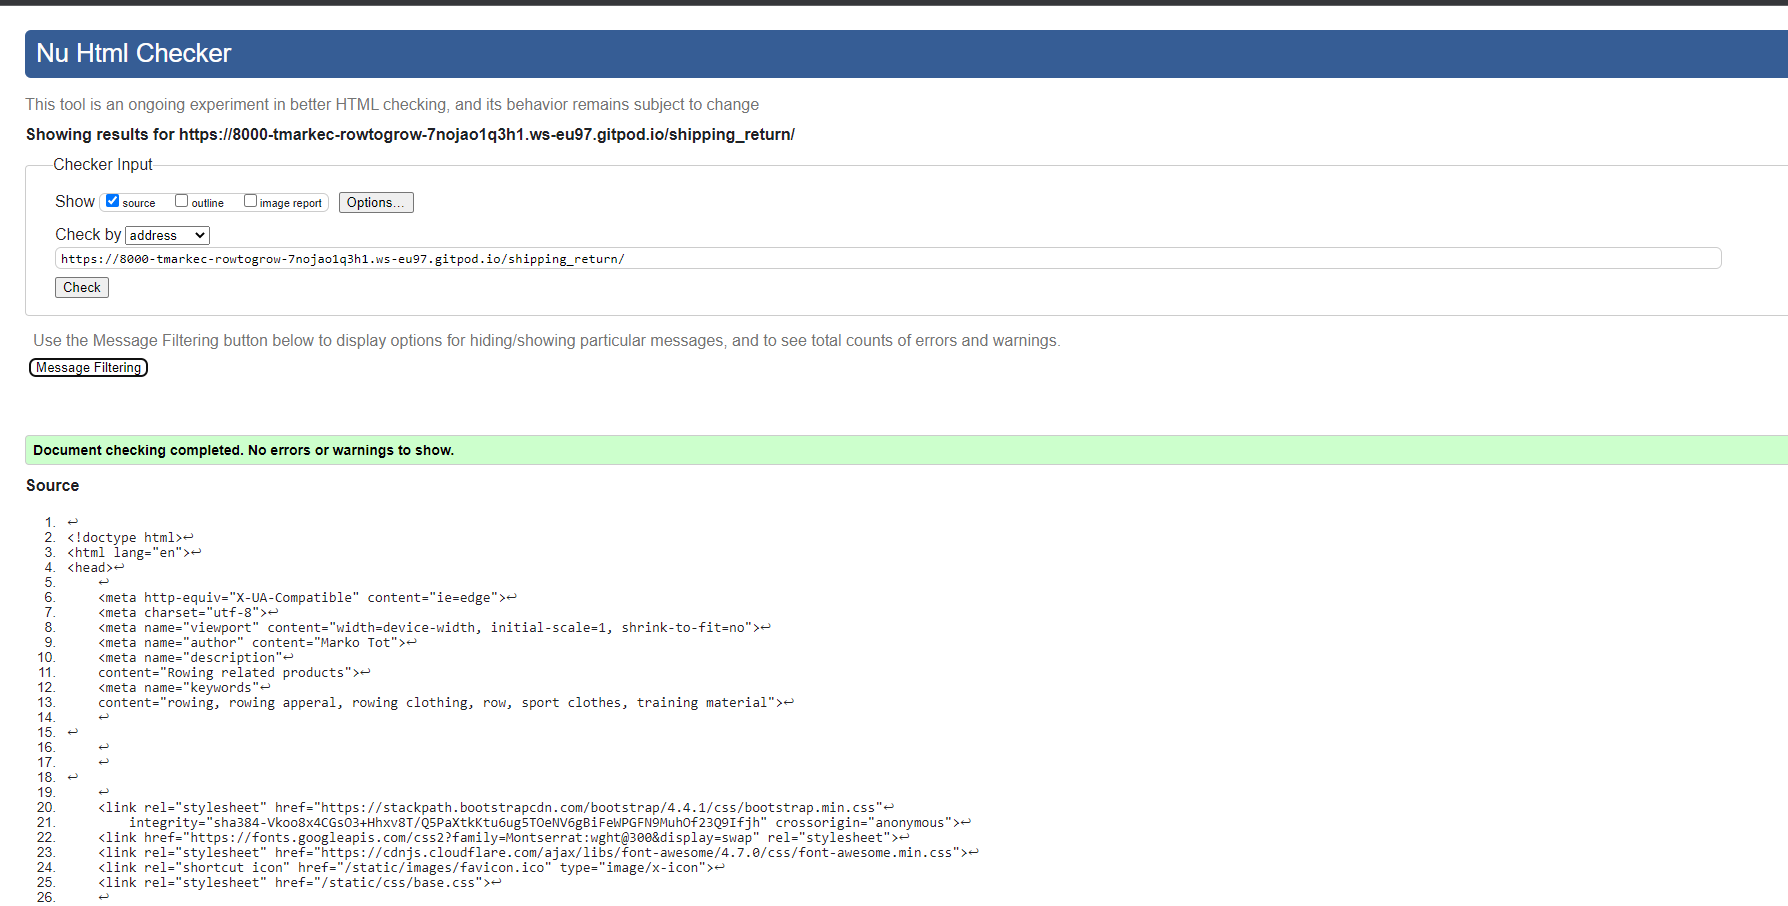 Nu Html Checker
This tool is an ongoing experiment in better HTML checking, and its behavior remains subject to change
Showing results for https://8000-tmarkec-rowtogrow-7nojao1q3h1.ws-eu97.gitpod.io/shipping_return/
Checker Input
Show source outline image report Options...
Check by address
https://8000-tmarkec-rowtogrow-7nojao1q3h1.ws-eu97.gitpod.io/shipping_return/
Check
Use the Message Filtering button below to display options for hiding/showing particular messages, and to see total counts of errors and warnings.
Message Filtering
Document checking completed. No errors or warnings to show.
Source
1. ↩
2. <!doctype html>↩
3. <html lang="en">↩
4. <head>↩
5. ↩
6. <meta http-equiv="X-UA-Compatible" content="ie=edge">↩
7. <meta charset="utf-8">↩
8. <meta name="viewport" content="width=device-width, initial-scale=1, shrink-to-fit=no">↩
9. <meta name="author" content="Marko Tot">↩
10. <meta name="description"↩
11. content="Rowing related products">↩
12. <meta name="keywords"↩
13. content="rowing, rowing apperal, rowing clothing, row, sport clothes, training material">↩
14. ↩
15. ↩
16. ↩
17. ↩
18. ↩
19. ↩
20. <link rel="stylesheet" href="https://stackpath.bootstrapcdn.com/bootstrap/4.4.1/css/bootstrap.min.css"↩
21. integrity="sha384-Vkoo8x4CGsO3+Hhxv8T/Q5PaXtkKtu6ug5TOeNV6gBiFeWPGFN9MuhOf23Q9Ifjh" crossorigin="anonymous">↩
22. <link href="https://fonts.googleapis.com/css2?family=Montserrat:wght@300&display=swap" rel="stylesheet">↩
23. <link rel="stylesheet" href="https://cdnjs.cloudflare.com/ajax/libs/font-awesome/4.7.0/css/font-awesome.min.css">↩
24. <link rel="shortcut icon" href="/static/images/favicon.ico" type="image/x-icon">↩
25. <link rel="stylesheet" href="/static/css/base.css">↩
26. ↩